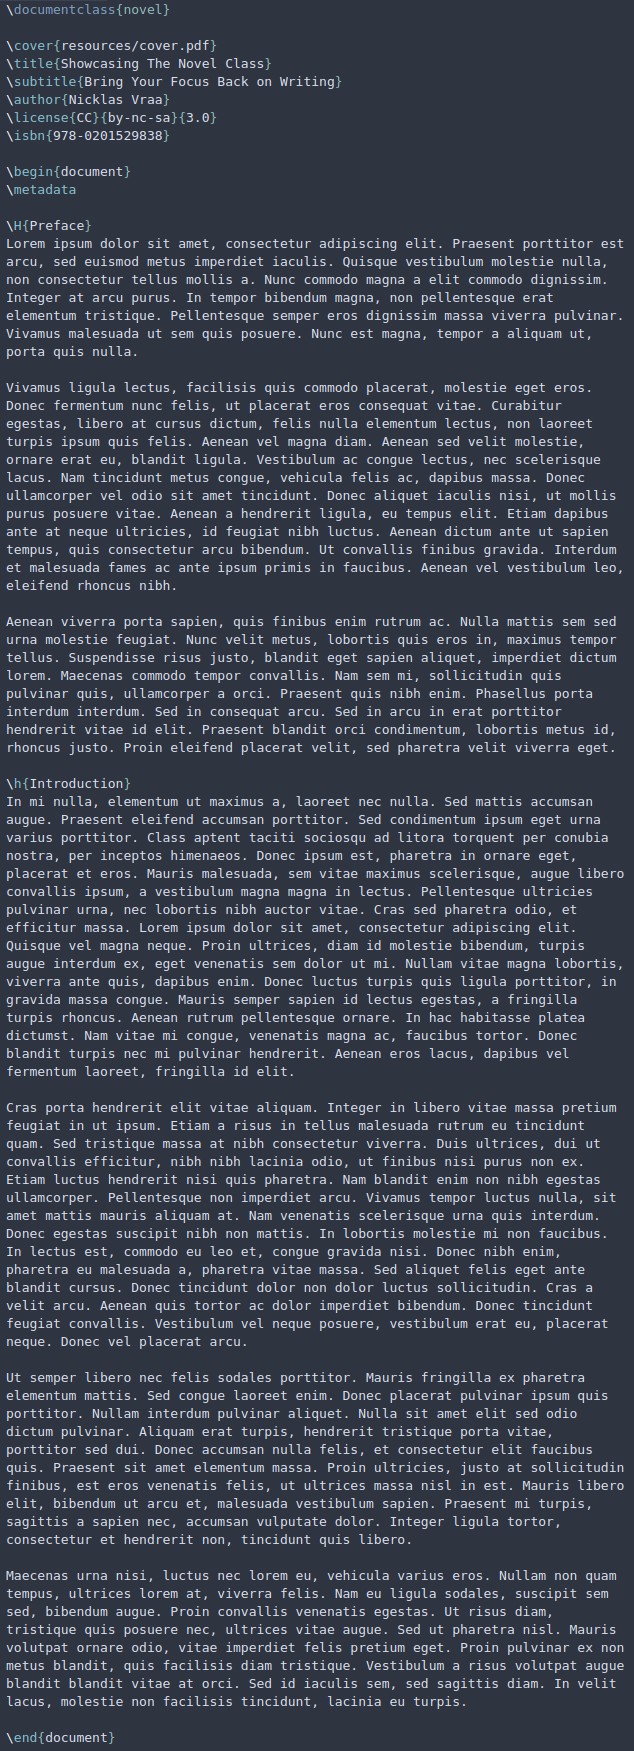 \documentclass{novel}

\cover{resources/cover.pdf}
\title{Showcasing The Novel Class}
\subtitle{Bring Your Focus Back on Writing}
\author{Nicklas Vraa}
\license{CC}{by-nc-sa}{3.0}
\isbn{978-0201529838}

\begin{document}
\metadata

\H{Preface}
Lorem ipsum dolor sit amet, consectetur adipiscing elit. Praesent porttitor est
arcu, sed euismod metus imperdiet iaculis. Quisque vestibulum molestie nulla,
non consectetur tellus mollis a. Nunc commodo magna a elit commodo dignissim.
Integer at arcu purus. In tempor bibendum magna, non pellentesque erat
elementum tristique. Pellentesque semper eros dignissim massa viverra pulvinar.
Vivamus malesuada ut sem quis posuere. Nunc est magna, tempor a aliquam ut,
porta quis nulla.

Vivamus ligula lectus, facilisis quis commodo placerat, molestie eget eros.
Donec fermentum nunc felis, ut placerat eros consequat vitae. Curabitur
egestas, libero at cursus dictum, felis nulla elementum lectus, non laoreet
turpis ipsum quis felis. Aenean vel magna diam. Aenean sed velit molestie,
ornare erat eu, blandit ligula. Vestibulum ac congue lectus, nec scelerisque
lacus. Nam tincidunt metus congue, vehicula felis ac, dapibus massa. Donec
ullamcorper vel odio sit amet tincidunt. Donec aliquet iaculis nisi, ut mollis
purus posuere vitae. Aenean a hendrerit ligula, eu tempus elit. Etiam dapibus
ante at neque ultricies, id feugiat nibh luctus. Aenean dictum ante ut sapien
tempus, quis consectetur arcu bibendum. Ut convallis finibus gravida. Interdum
et malesuada fames ac ante ipsum primis in faucibus. Aenean vel vestibulum leo,
eleifend rhoncus nibh.

Aenean viverra porta sapien, quis finibus enim rutrum ac. Nulla mattis sem sed
urna molestie feugiat. Nunc velit metus, lobortis quis eros in, maximus tempor
tellus. Suspendisse risus justo, blandit eget sapien aliquet, imperdiet dictum
lorem. Maecenas commodo tempor convallis. Nam sem mi, sollicitudin quis
pulvinar quis, ullamcorper a orci. Praesent quis nibh enim. Phasellus porta
interdum interdum. Sed in consequat arcu. Sed in arcu in erat porttitor
hendrerit vitae id elit. Praesent blandit orci condimentum, lobortis metus id,
rhoncus justo. Proin eleifend placerat velit, sed pharetra velit viverra eget.

\h{Introduction}
In mi nulla, elementum ut maximus a, laoreet nec nulla. Sed mattis accumsan
augue. Praesent eleifend accumsan porttitor. Sed condimentum ipsum eget urna
varius porttitor. Class aptent taciti sociosqu ad litora torquent per conubia
nostra, per inceptos himenaeos. Donec ipsum est, pharetra in ornare eget,
placerat et eros. Mauris malesuada, sem vitae maximus scelerisque, augue libero
convallis ipsum, a vestibulum magna magna in lectus. Pellentesque ultricies
pulvinar urna, nec lobortis nibh auctor vitae. Cras sed pharetra odio, et
efficitur massa. Lorem ipsum dolor sit amet, consectetur adipiscing elit.
Quisque vel magna neque. Proin ultrices, diam id molestie bibendum, turpis
augue interdum ex, eget venenatis sem dolor ut mi. Nullam vitae magna lobortis,
viverra ante quis, dapibus enim. Donec luctus turpis quis ligula porttitor, in
gravida massa congue. Mauris semper sapien id lectus egestas, a fringilla
turpis rhoncus. Aenean rutrum pellentesque ornare. In hac habitasse platea
dictumst. Nam vitae mi congue, venenatis magna ac, faucibus tortor. Donec
blandit turpis nec mi pulvinar hendrerit. Aenean eros lacus, dapibus vel
fermentum laoreet, fringilla id elit.

Cras porta hendrerit elit vitae aliquam. Integer in libero vitae massa pretium
feugiat in ut ipsum. Etiam a risus in tellus malesuada rutrum eu tincidunt
quam. Sed tristique massa at nibh consectetur viverra. Duis ultrices, dui ut
convallis efficitur, nibh nibh lacinia odio, ut finibus nisi purus non ex.
Etiam luctus hendrerit nisi quis pharetra. Nam blandit enim non nibh egestas
ullamcorper. Pellentesque non imperdiet arcu. Vivamus tempor luctus nulla, sit
amet mattis mauris aliquam at. Nam venenatis scelerisque urna quis interdum.
Donec egestas suscipit nibh non mattis. In lobortis molestie mi non faucibus.
In lectus est, commodo eu leo et, congue gravida nisi. Donec nibh enim,
pharetra eu malesuada a, pharetra vitae massa. Sed aliquet felis eget ante
blandit cursus. Donec tincidunt dolor non dolor luctus sollicitudin. Cras a
velit arcu. Aenean quis tortor ac dolor imperdiet bibendum. Donec tincidunt
feugiat convallis. Vestibulum vel neque posuere, vestibulum erat eu, placerat
neque. Donec vel placerat arcu.

Ut semper libero nec felis sodales porttitor. Mauris fringilla ex pharetra
elementum mattis. Sed congue laoreet enim. Donec placerat pulvinar ipsum quis
porttitor. Nullam interdum pulvinar aliquet. Nulla sit amet elit sed odio
dictum pulvinar. Aliquam erat turpis, hendrerit tristique porta vitae,
porttitor sed dui. Donec accumsan nulla felis, et consectetur elit faucibus
quis. Praesent sit amet elementum massa. Proin ultricies, justo at sollicitudin
finibus, est eros venenatis felis, ut ultrices massa nisl in est. Mauris libero
elit, bibendum ut arcu et, malesuada vestibulum sapien. Praesent mi turpis,
sagittis a sapien nec, accumsan vulputate dolor. Integer ligula tortor,
consectetur et hendrerit non, tincidunt quis libero.

Maecenas urna nisi, luctus nec lorem eu, vehicula varius eros. Nullam non quam
tempus, ultrices lorem at, viverra felis. Nam eu ligula sodales, suscipit sem
sed, bibendum augue. Proin convallis venenatis egestas. Ut risus diam,
tristique quis posuere nec, ultrices vitae augue. Sed ut pharetra nisl. Mauris
volutpat ornare odio, vitae imperdiet felis pretium eget. Proin pulvinar ex non
metus blandit, quis facilisis diam tristique. Vestibulum a risus volutpat augue
blandit blandit vitae at orci. Sed id iaculis sem, sed sagittis diam. In velit
lacus, molestie non facilisis tincidunt, lacinia eu turpis.

\end{document}